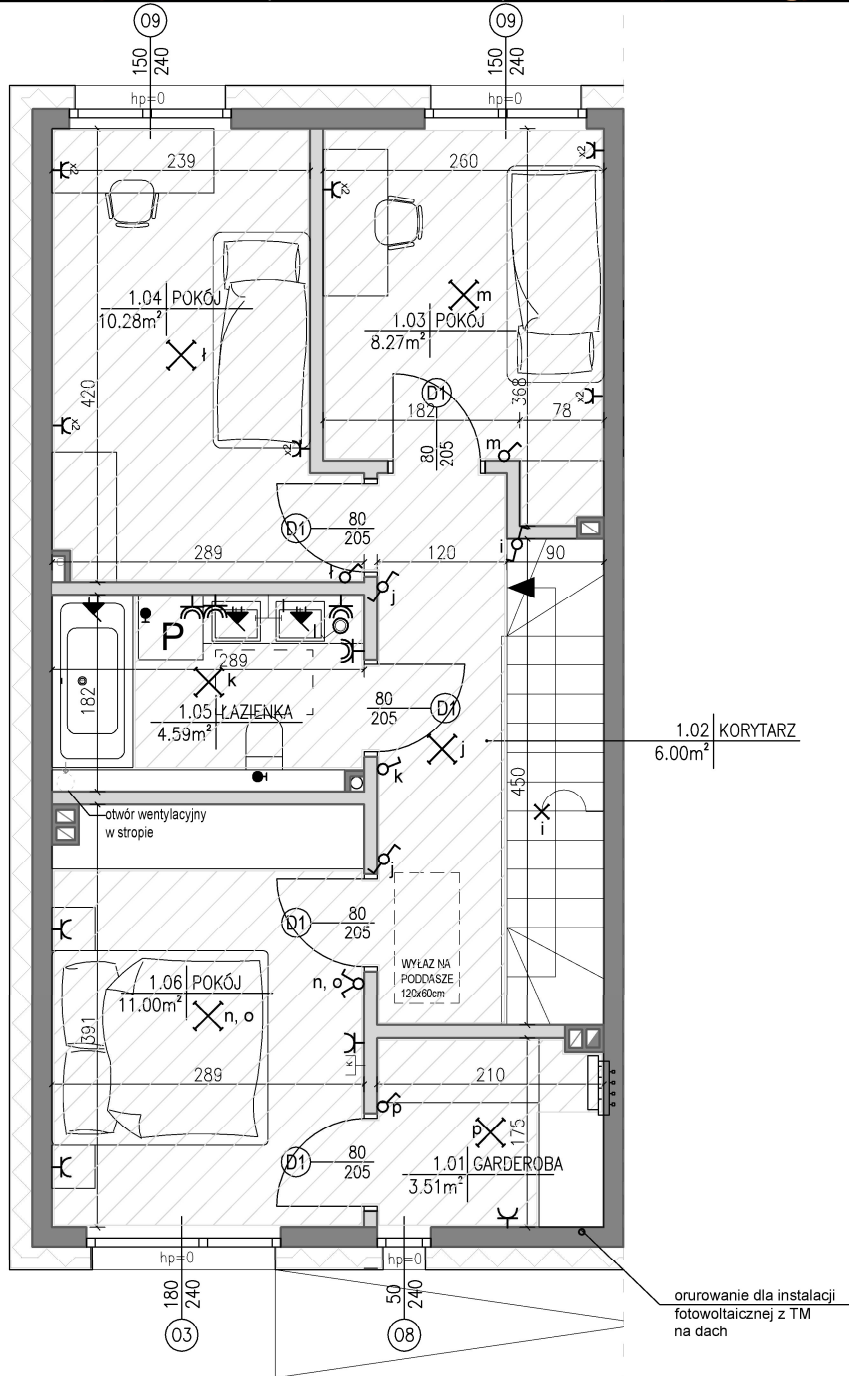 09
09
150
240
150
240
hp=0
hp=0
239
260
x2
x2
x2
1.04 POKÓJ
10.28m²
ł
m
1.03 POKÓJ
8.27m²
420
368
x2
x2
x2
D1
182
78
80
205
m
D1
80
205
i
289
120
90
ł
j
P
289
182
k
1.05 ŁAZIENKA
4.59m²
80
205
D1
j
k
1.02 KORYTARZ
6.00m²
450
i
otwór wentylacyjny
w stropie
j
D1
80
205
WYŁAZ NA
PODDASZE
120x60cm
1.06 POKÓJ
11.00m²
n, o
n, o
391
K
289
210
p
p
175
D1
80
205
1.01 GARDEROBA
3.51m²
hp=0
hp=0
180
240
50
240
03
08
orurowanie dla instalacji
fotowoltaicznej z TM
na dach